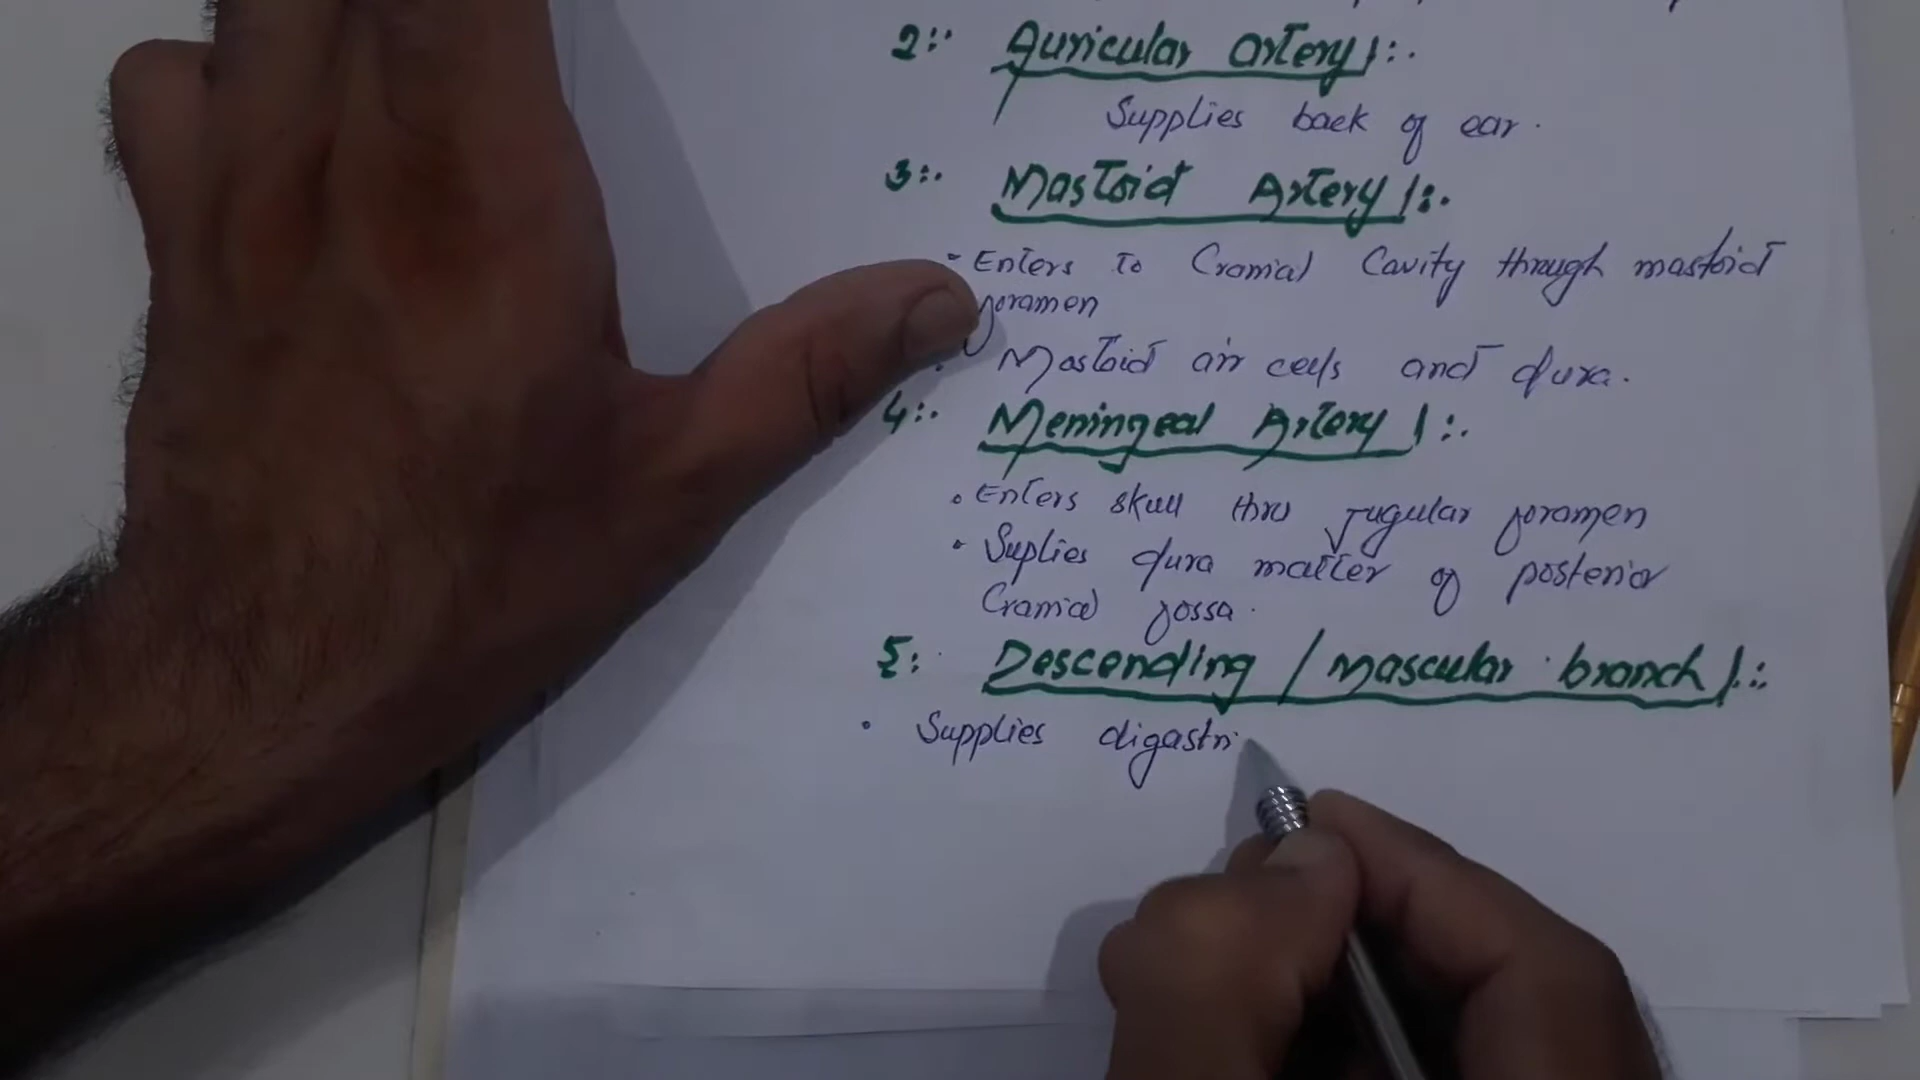 2:· Auricular artery):·
Supplies back of ear.
3:· Mastoid Artery):·
· Enters to Cranial Cavity through mastoid
foramen
Mastoid air cells and dura.
4:· Meningeal Artery):·
· Enters skull thro jugular foramen
· Suplies dura matter of posterior
Cranial fossa.
5: Descending / Mascular branch):·
· Supplies digastri